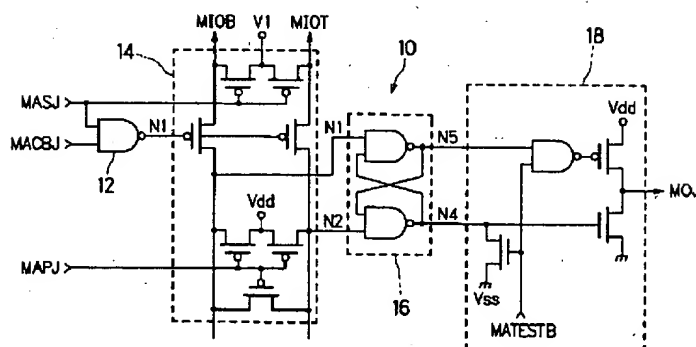 MIOB V1 MIOT
14
10
18
MASJ
MACBJ
N1
12
N1
N5
Vdd
MOJ
Vdd
N2
N4
MAPJ
16
Vss
MATESTB